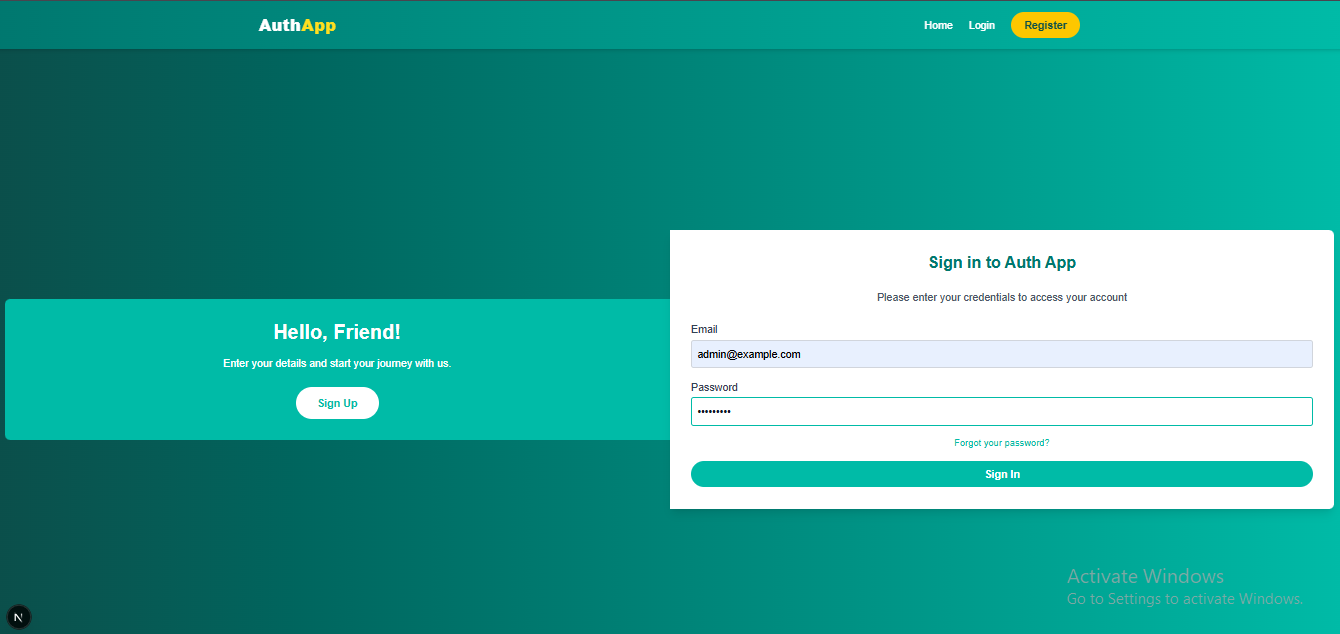 AuthApp
Home Login Register
Hello, Friend!
Enter your details and start your journey with us.
Sign Up
Sign in to Auth App
Please enter your credentials to access your account
Email
admin@example.com
Password
•••••••••
Forgot your password?
Sign In
Activate Windows
Go to Settings to activate Windows.
N